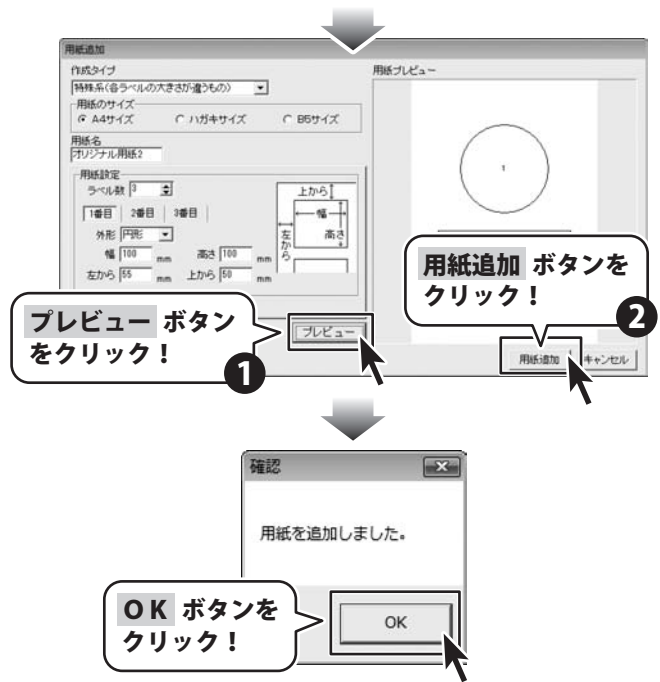 用紙追加
作成タイプ
特殊系(各ラベルの大きさが違うもの)
用紙のサイズ
A4サイズ ハガキサイズ B5サイズ
用紙名
オリジナル用紙2
用紙設定
ラベル数 3
1番目 2番目 3番目
外形 円形
幅 100 mm 高さ 100 mm
左から 55 mm 上から 50 mm
上から
幅
高さ
左から
プレビュー
用紙プレビュー
1
用紙追加 キャンセル
プレビュー ボタン
をクリック！
1
用紙追加 ボタンを
クリック！
2
確認
用紙を追加しました。
OK
OK ボタンを
クリック！